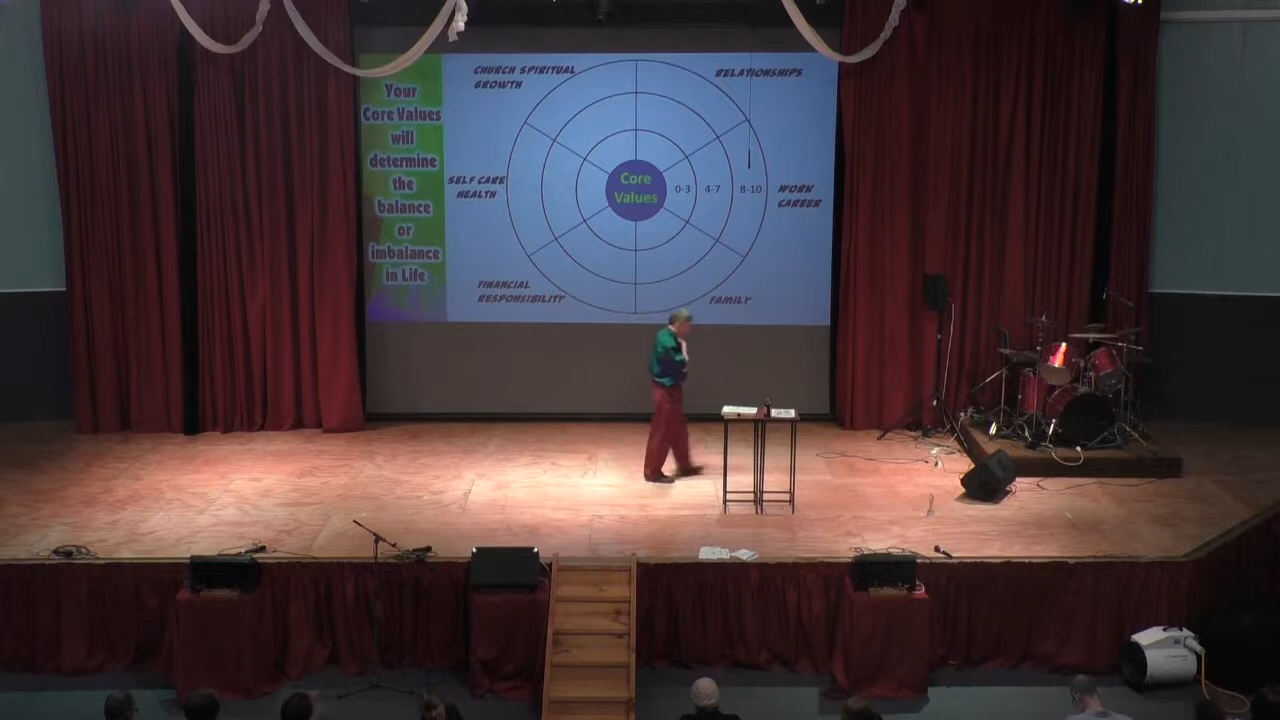 Your
Core Values
will
determine
the
balance
or
imbalance
in Life
CHURCH SPIRITUAL
GROWTH
RELATIONSHIPS
SELF CARE
HEALTH
Core
Values
0-3
4-7
8-10
WORK
CAREER
FINANCIAL
RESPONSIBILITY
FAMILY